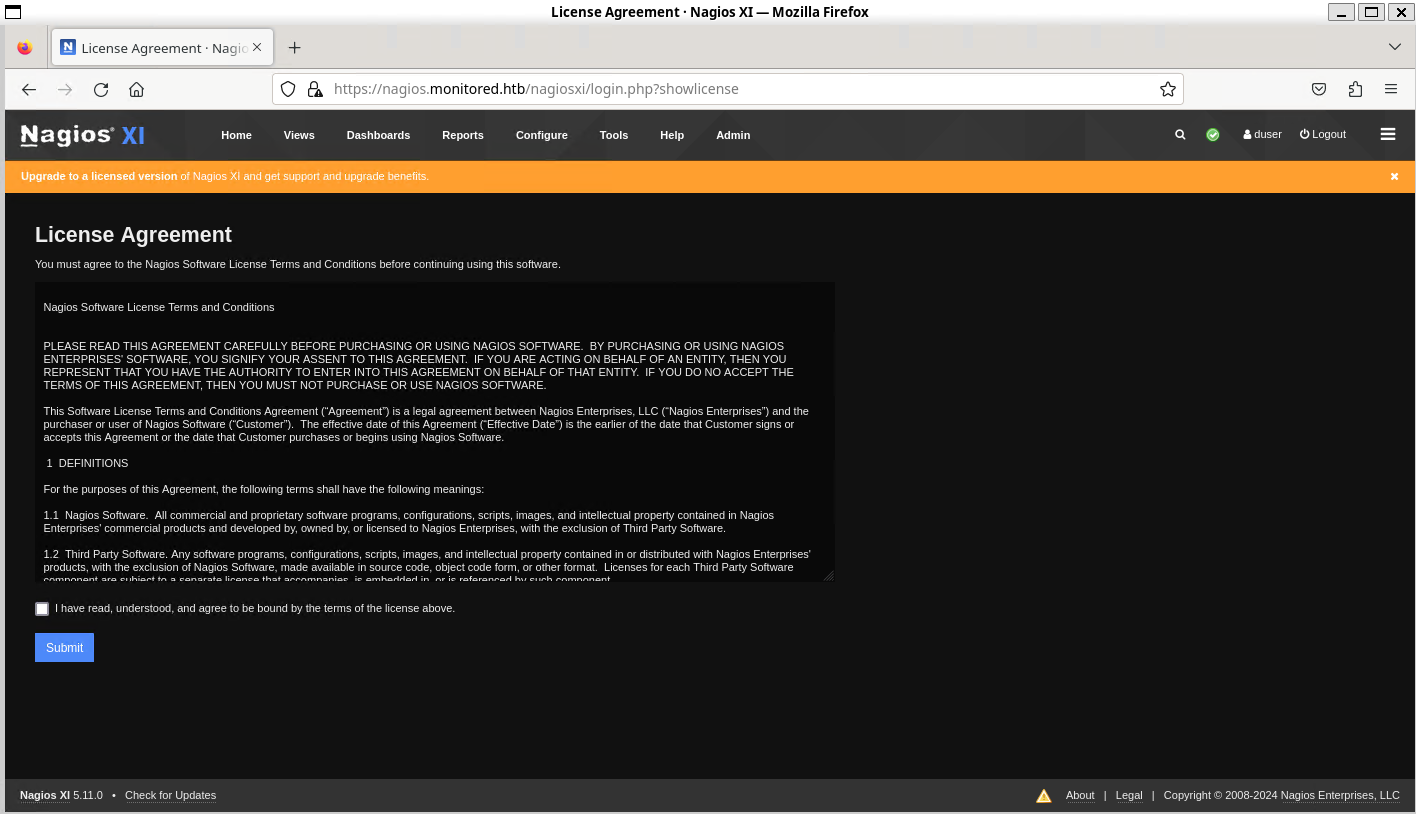 License Agreement · Nagios XI — Mozilla Firefox
License Agreement · Nagio
https://nagios.monitored.htb/nagiosxi/login.php?showlicense
Nagios® XI Home Views Dashboards Reports Configure Tools Help Admin duser Logout
Upgrade to a licensed version of Nagios XI and get support and upgrade benefits.
License Agreement
You must agree to the Nagios Software License Terms and Conditions before continuing using this software.
Nagios Software License Terms and Conditions
PLEASE READ THIS AGREEMENT CAREFULLY BEFORE PURCHASING OR USING NAGIOS SOFTWARE.  BY PURCHASING OR USING NAGIOS
ENTERPRISES' SOFTWARE, YOU SIGNIFY YOUR ASSENT TO THIS AGREEMENT.  IF YOU ARE ACTING ON BEHALF OF AN ENTITY, THEN YOU
REPRESENT THAT YOU HAVE THE AUTHORITY TO ENTER INTO THIS AGREEMENT ON BEHALF OF THAT ENTITY.  IF YOU DO NO ACCEPT THE
TERMS OF THIS AGREEMENT, THEN YOU MUST NOT PURCHASE OR USE NAGIOS SOFTWARE.
This Software License Terms and Conditions Agreement (“Agreement”) is a legal agreement between Nagios Enterprises, LLC (“Nagios Enterprises”) and the
purchaser or user of Nagios Software (“Customer”).  The effective date of this Agreement (“Effective Date”) is the earlier of the date that Customer signs or
accepts this Agreement or the date that Customer purchases or begins using Nagios Software.
1  DEFINITIONS
For the purposes of this Agreement, the following terms shall have the following meanings:
1.1  Nagios Software.  All commercial and proprietary software programs, configurations, scripts, images, and intellectual property contained in Nagios
Enterprises' commercial products and developed by, owned by, or licensed to Nagios Enterprises, with the exclusion of Third Party Software.
1.2  Third Party Software. Any software programs, configurations, scripts, images, and intellectual property contained in or distributed with Nagios Enterprises'
products, with the exclusion of Nagios Software, made available in source code, object code form, or other format.  Licenses for each Third Party Software
component are subject to a separate license that accompanies, is embedded in, or is referenced by such component.
I have read, understood, and agree to be bound by the terms of the license above.
Submit
Nagios XI 5.11.0 • Check for Updates About | Legal | Copyright © 2008-2024 Nagios Enterprises, LLC